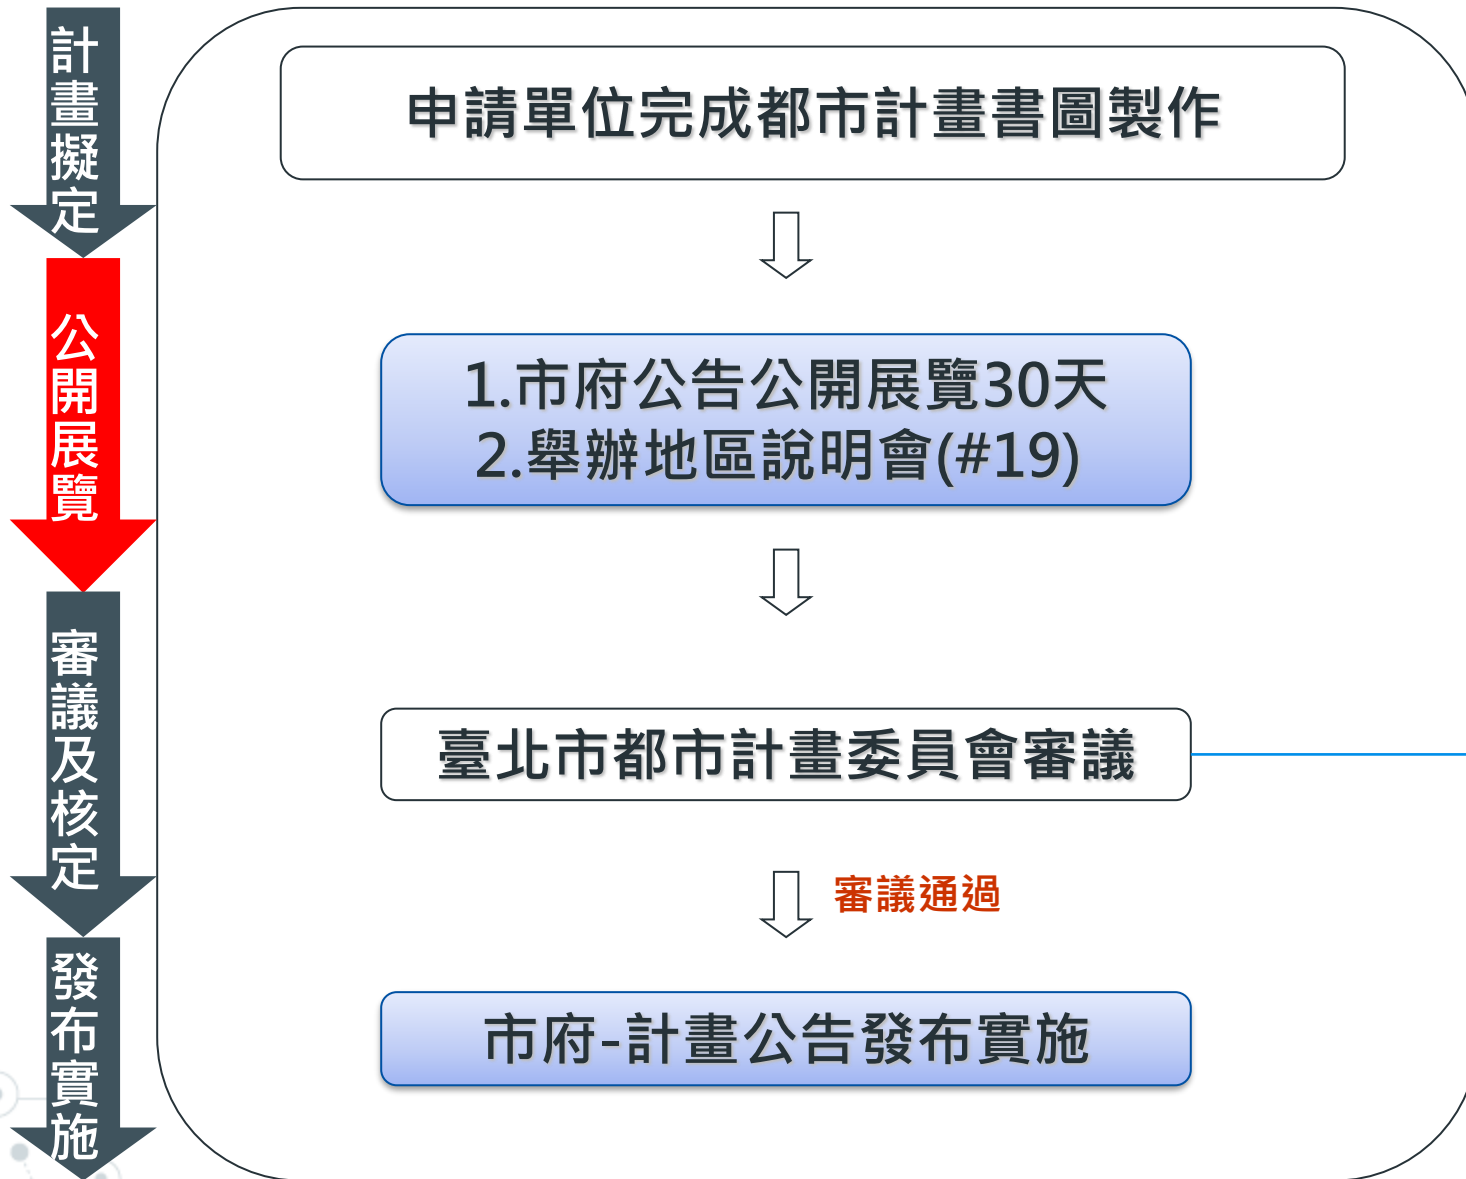 計畫擬定
申請單位完成都市計畫書圖製作
公開展覽
1.市府公告公開展覽30天
2.舉辦地區說明會(#19)
審議及核定
臺北市都市計畫委員會審議
審議通過
發布實施
市府-計畫公告發布實施